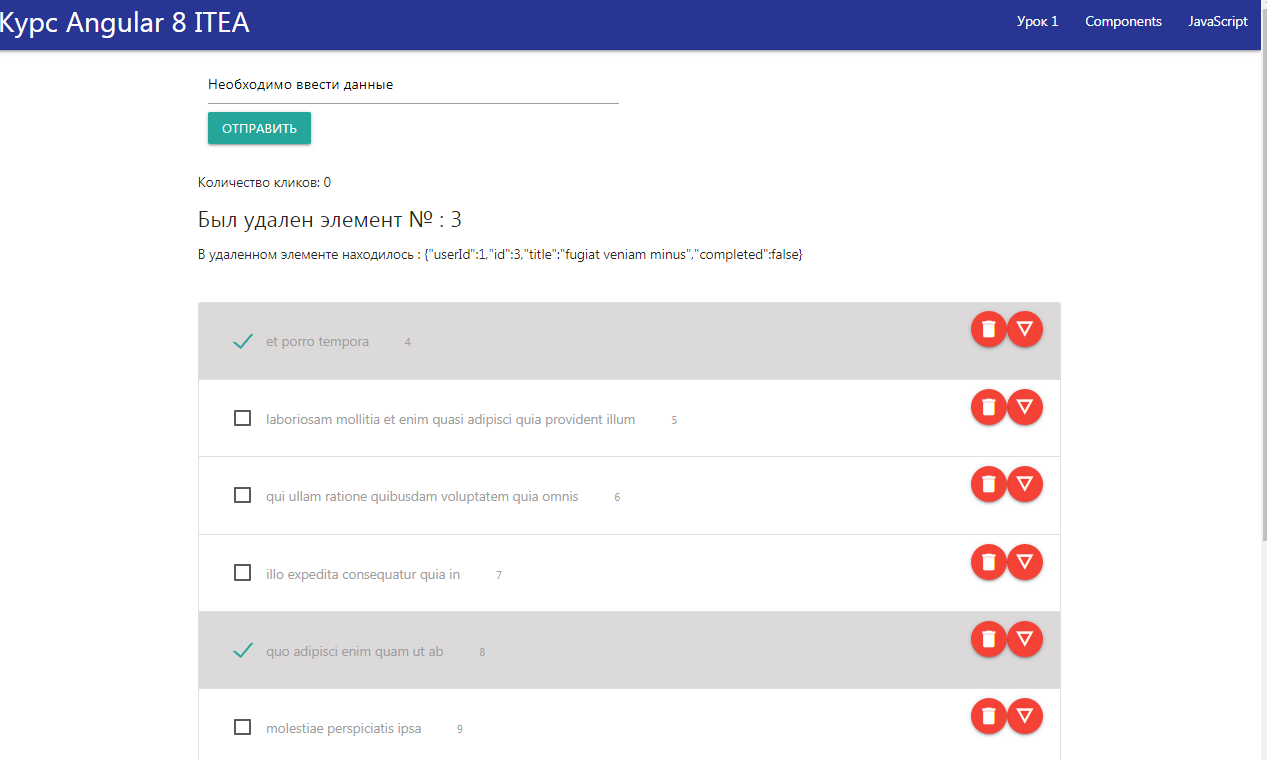 Курс Angular 8 ITEA
Урок 1 Components JavaScript
Необходимо ввести данные
ОТПРАВИТЬ
Количество кликов: 0
Был удален элемент № : 3
В удаленном элементе находилось : {"userId":1,"id":3,"title":"fugiat veniam minus","completed":false}
et porro tempora 4
laboriosam mollitia et enim quasi adipisci quia provident illum 5
qui ullam ratione quibusdam voluptatem quia omnis 6
illo expedita consequatur quia in 7
quo adipisci enim quam ut ab 8
molestiae perspiciatis ipsa 9